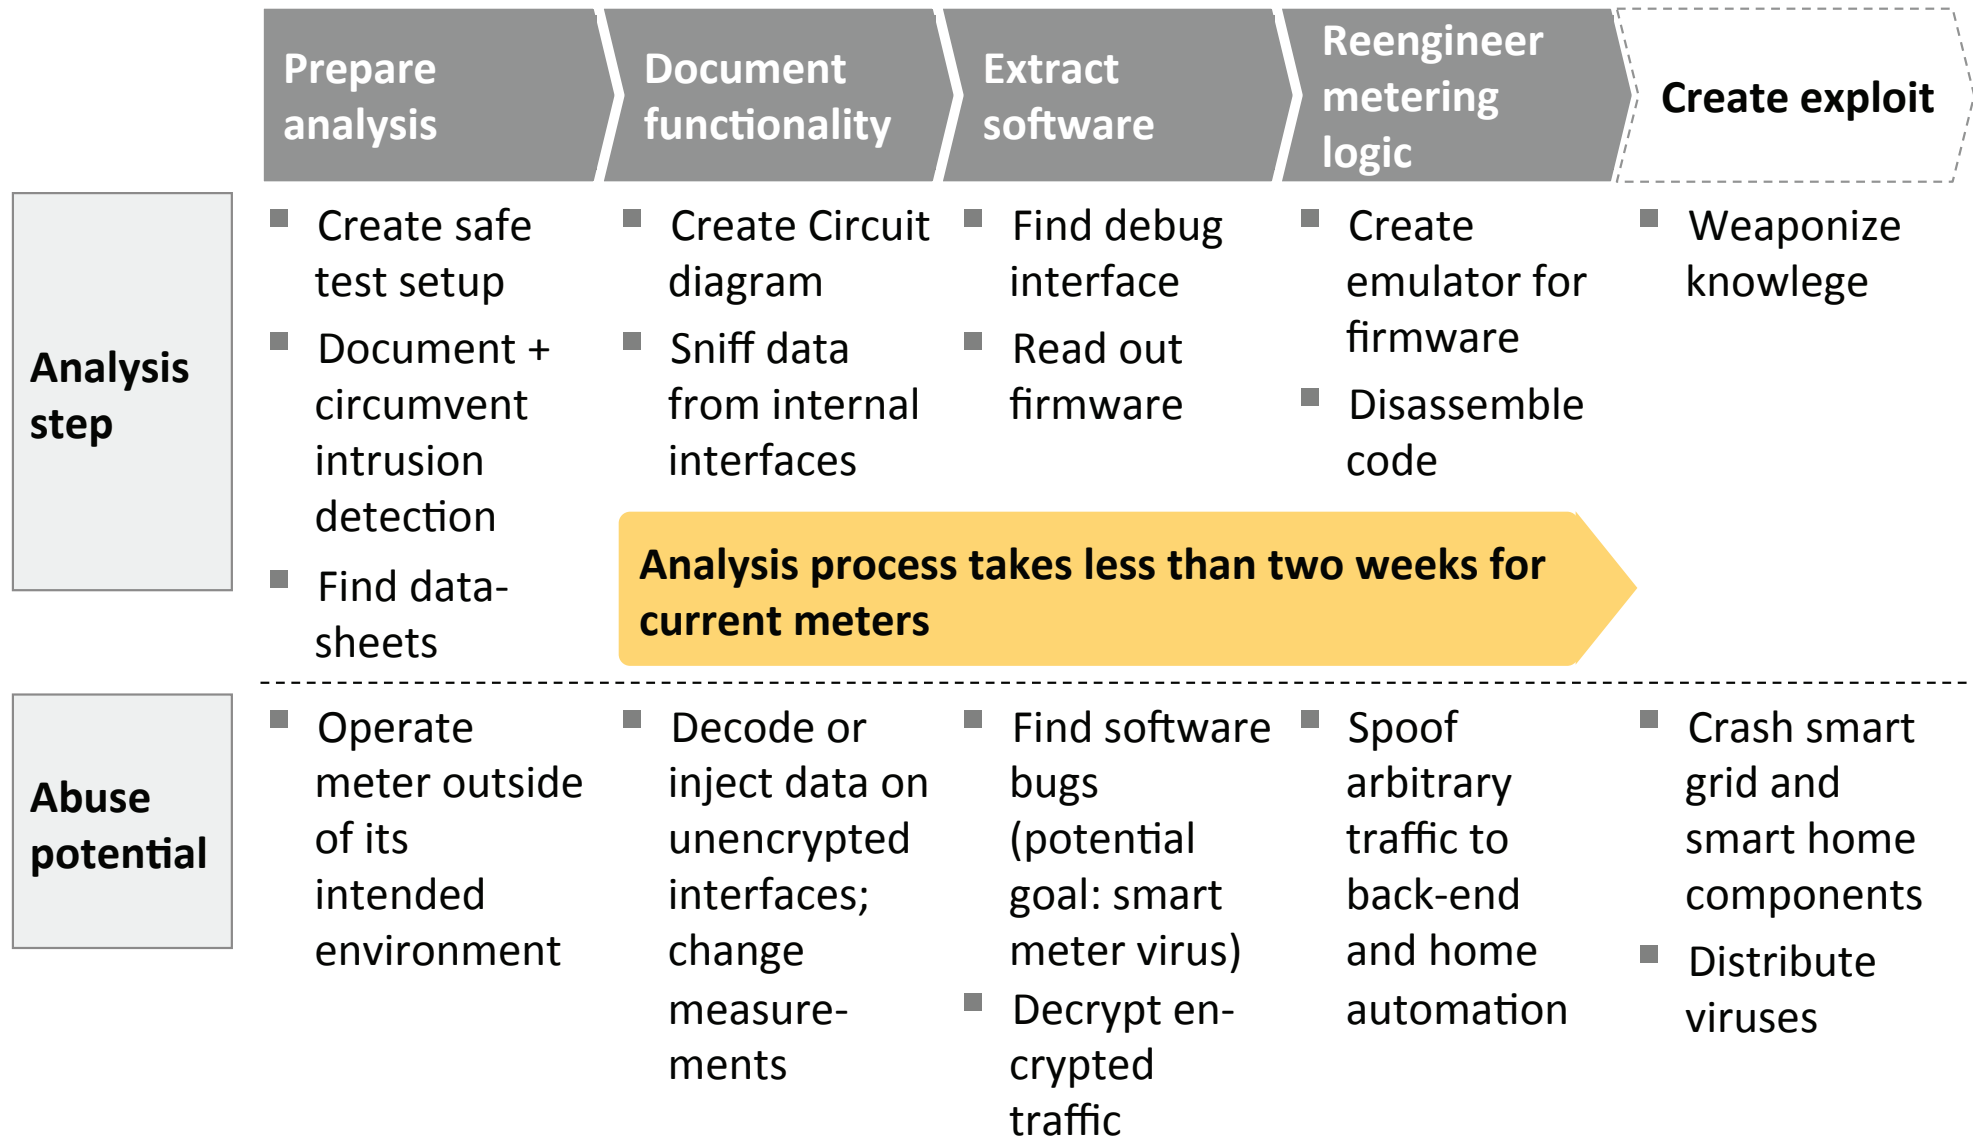 Prepare
analysis
Document
functionality
Extract
software
Reengineer
metering
logic
Create exploit
Analysis
step
Create safe
test setup
Document +
circumvent
intrusion
detection
Find data-
sheets
Create Circuit
diagram
Sniff data
from internal
interfaces
Find debug
interface
Read out
firmware
Create
emulator for
firmware
Disassemble
code
Weaponize
knowlege
Analysis process takes less than two weeks for
current meters
Abuse
potential
Operate
meter outside
of its
intended
environment
Decode or
inject data on
unencrypted
interfaces;
change
measure-
ments
Find software
bugs
(potential
goal: smart
meter virus)
Decrypt en-
crypted
traffic
Spoof
arbitrary
traffic to
back-end
and home
automation
Crash smart
grid and
smart home
components
Distribute
viruses